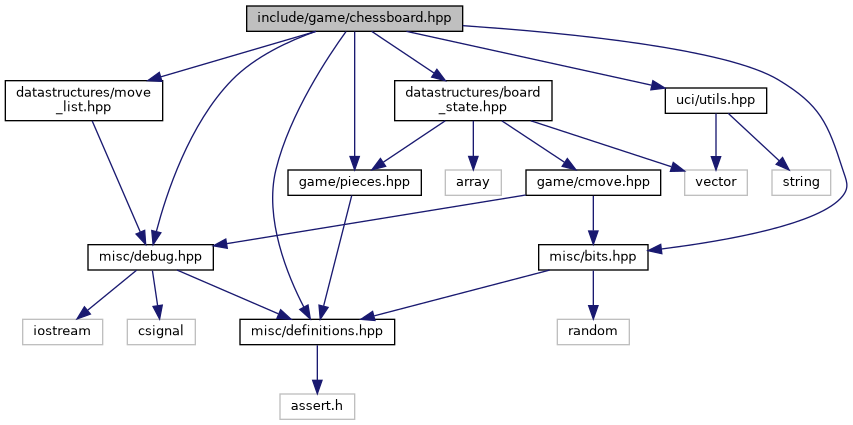 include/game/chessboard.hpp
datastructures/move
_list.hpp
datastructures/board
_state.hpp
uci/utils.hpp
game/pieces.hpp
array
game/cmove.hpp
vector
string
misc/debug.hpp
misc/bits.hpp
iostream
csignal
misc/definitions.hpp
random
assert.h